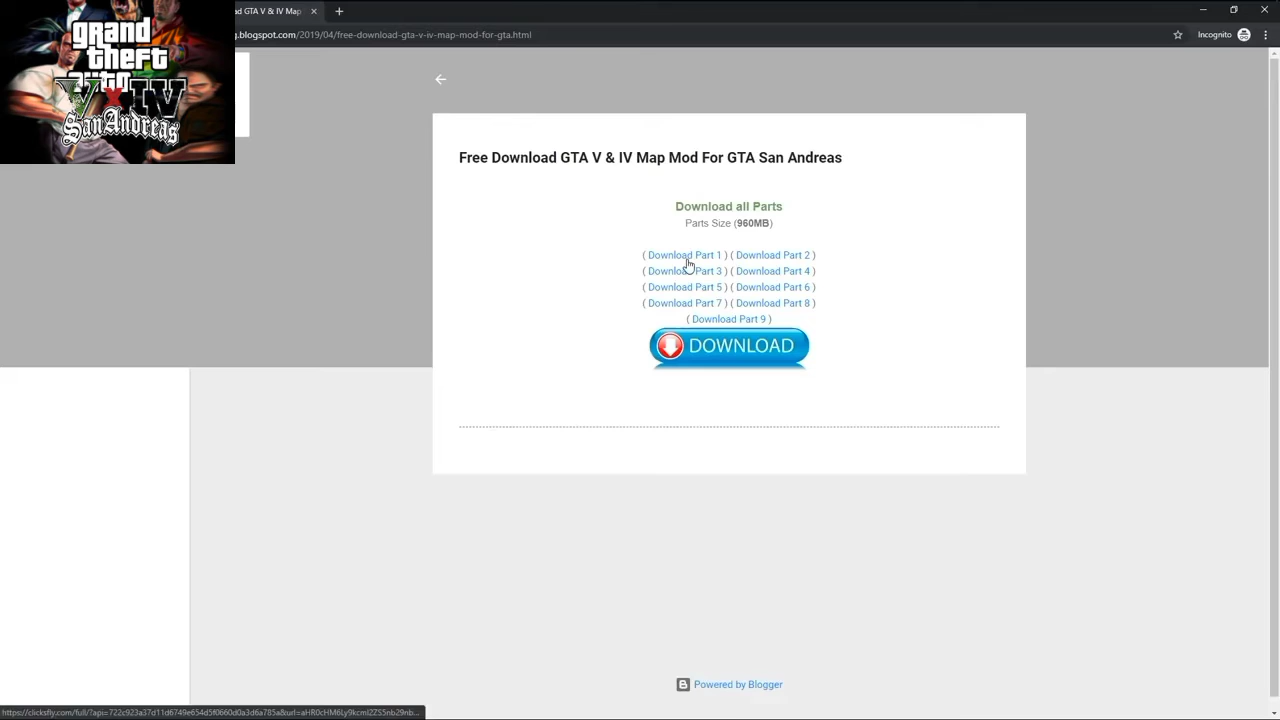 grand
theft
auto
V x IV
San Andreas
d GTA V & IV Map
Incognito
g.blogspot.com/2019/04/free-download-gta-v-iv-map-mod-for-gta.html
Free Download GTA V & IV Map Mod For GTA San Andreas
Download all Parts
Parts Size (960MB)
( Download Part 1 ) ( Download Part 2 )
( Download Part 3 ) ( Download Part 4 )
( Download Part 5 ) ( Download Part 6 )
( Download Part 7 ) ( Download Part 8 )
( Download Part 9 )
DOWNLOAD
Powered by Blogger